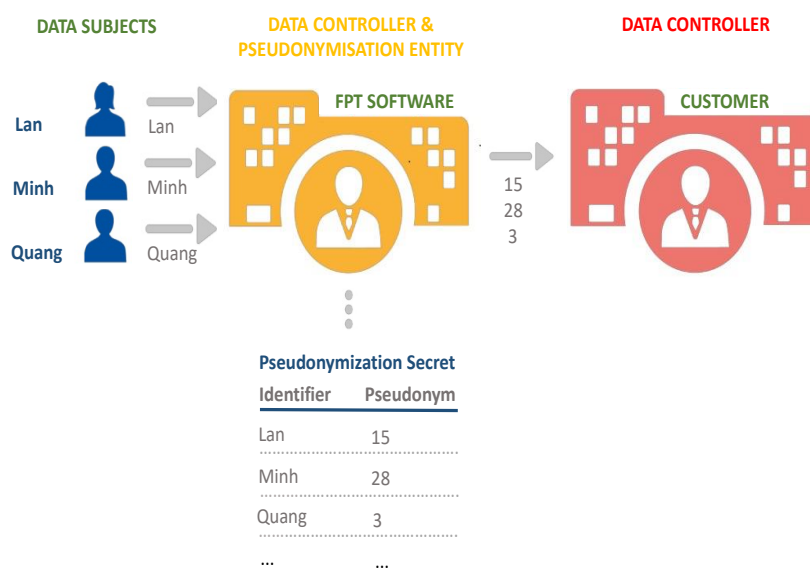 DATA SUBJECTS
DATA CONTROLLER &
PSEUDONYMISATION ENTITY
DATA CONTROLLER
FPT SOFTWARE
CUSTOMER
Lan
Lan
Minh
Minh
Quang
Quang
15
28
3
Pseudonymization Secret
Identifier Pseudonym
Lan 15
Minh 28
Quang 3
... ...